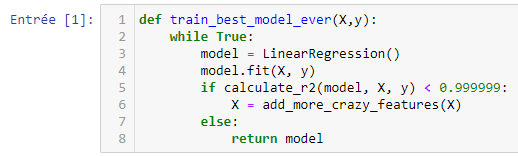 Entrée [1]:
1 def train_best_model_ever(X,y):
2     while True:
3         model = LinearRegression()
4         model.fit(X, y)
5         if calculate_r2(model, X, y) < 0.999999:
6             X = add_more_crazy_features(X)
7         else:
8             return model